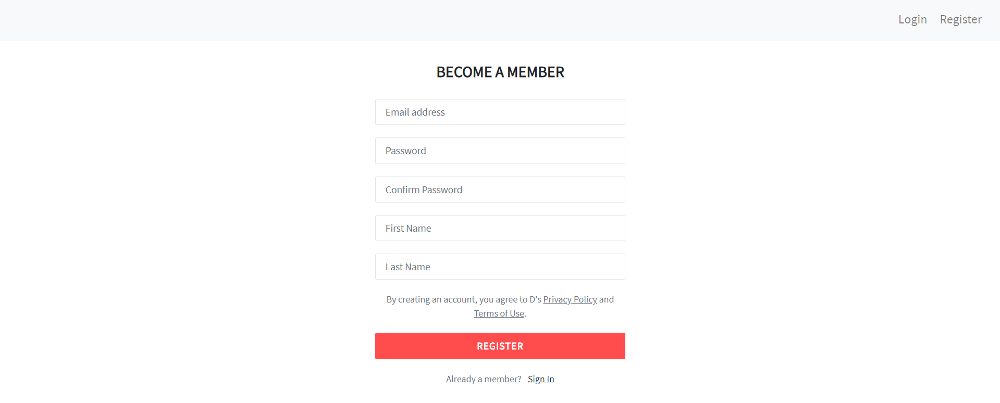 Login Register
BECOME A MEMBER
Email address
Password
Confirm Password
First Name
Last Name
By creating an account, you agree to D's Privacy Policy and
Terms of Use.
REGISTER
Already a member? Sign In